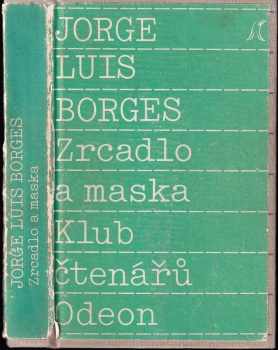 JORGE LUIS BORGES
Zrcadlo a maska
JORGE
LUIS
BORGES
Zrcadlo
a maska
Klub
čtenářů
Odeon